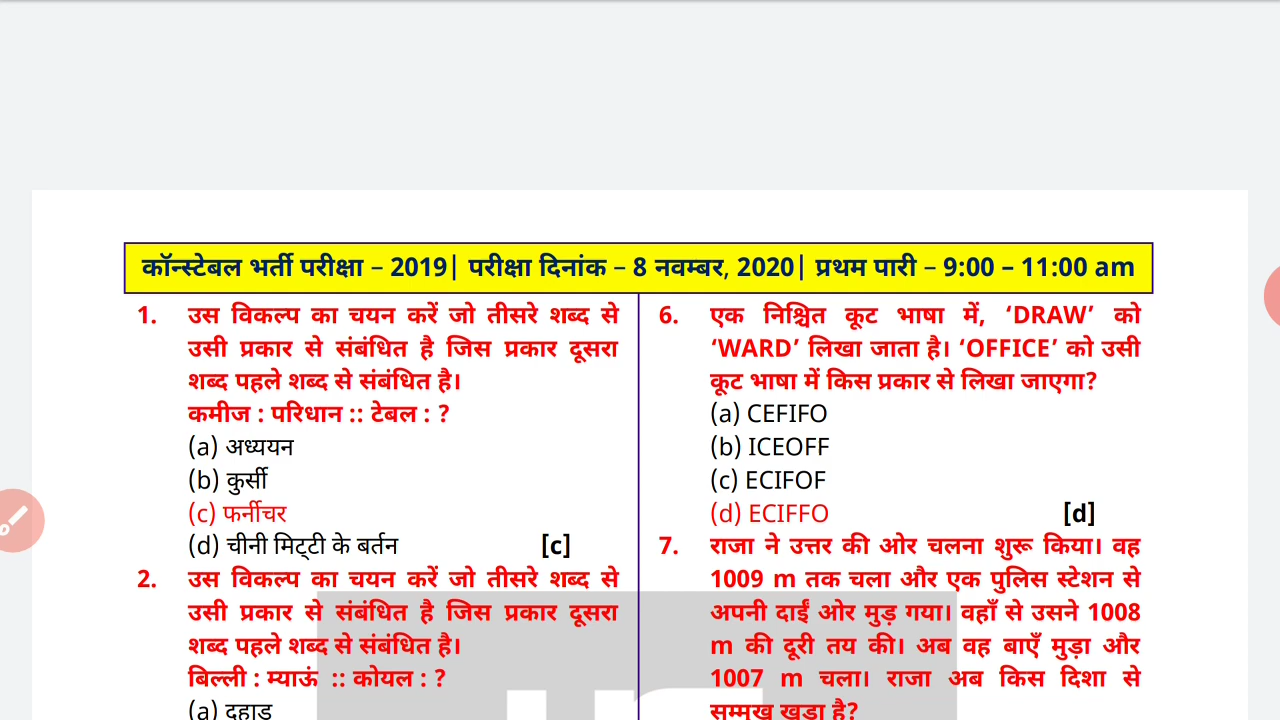 कॉन्स्टेबल भर्ती परीक्षा – 2019| परीक्षा दिनांक – 8 नवम्बर, 2020| प्रथम पारी – 9:00 – 11:00 am
1. उस विकल्प का चयन करें जो तीसरे शब्द से
उसी प्रकार से संबंधित है जिस प्रकार दूसरा
शब्द पहले शब्द से संबंधित है।
कमीज : परिधान :: टेबल : ?
(a) अध्ययन
(b) कुर्सी
(c) फर्नीचर
(d) चीनी मिट्टी के बर्तन [c]
2. उस विकल्प का चयन करें जो तीसरे शब्द से
उसी प्रकार से संबंधित है जिस प्रकार दूसरा
शब्द पहले शब्द से संबंधित है।
बिल्ली : म्याऊं :: कोयल : ?
(a) दहाड़
6. एक निश्चित कूट भाषा में, ‘DRAW’ को
‘WARD’ लिखा जाता है। ‘OFFICE’ को उसी
कूट भाषा में किस प्रकार से लिखा जाएगा?
(a) CEFIFO
(b) ICEOFF
(c) ECIFOF
(d) ECIFFO [d]
7. राजा ने उत्तर की ओर चलना शुरू किया। वह
1009 m तक चला और एक पुलिस स्टेशन से
अपनी दाईं ओर मुड़ गया। वहाँ से उसने 1008
m की दूरी तय की। अब वह बाएँ मुड़ा और
1007 m चला। राजा अब किस दिशा से
सम्मुख खड़ा है?